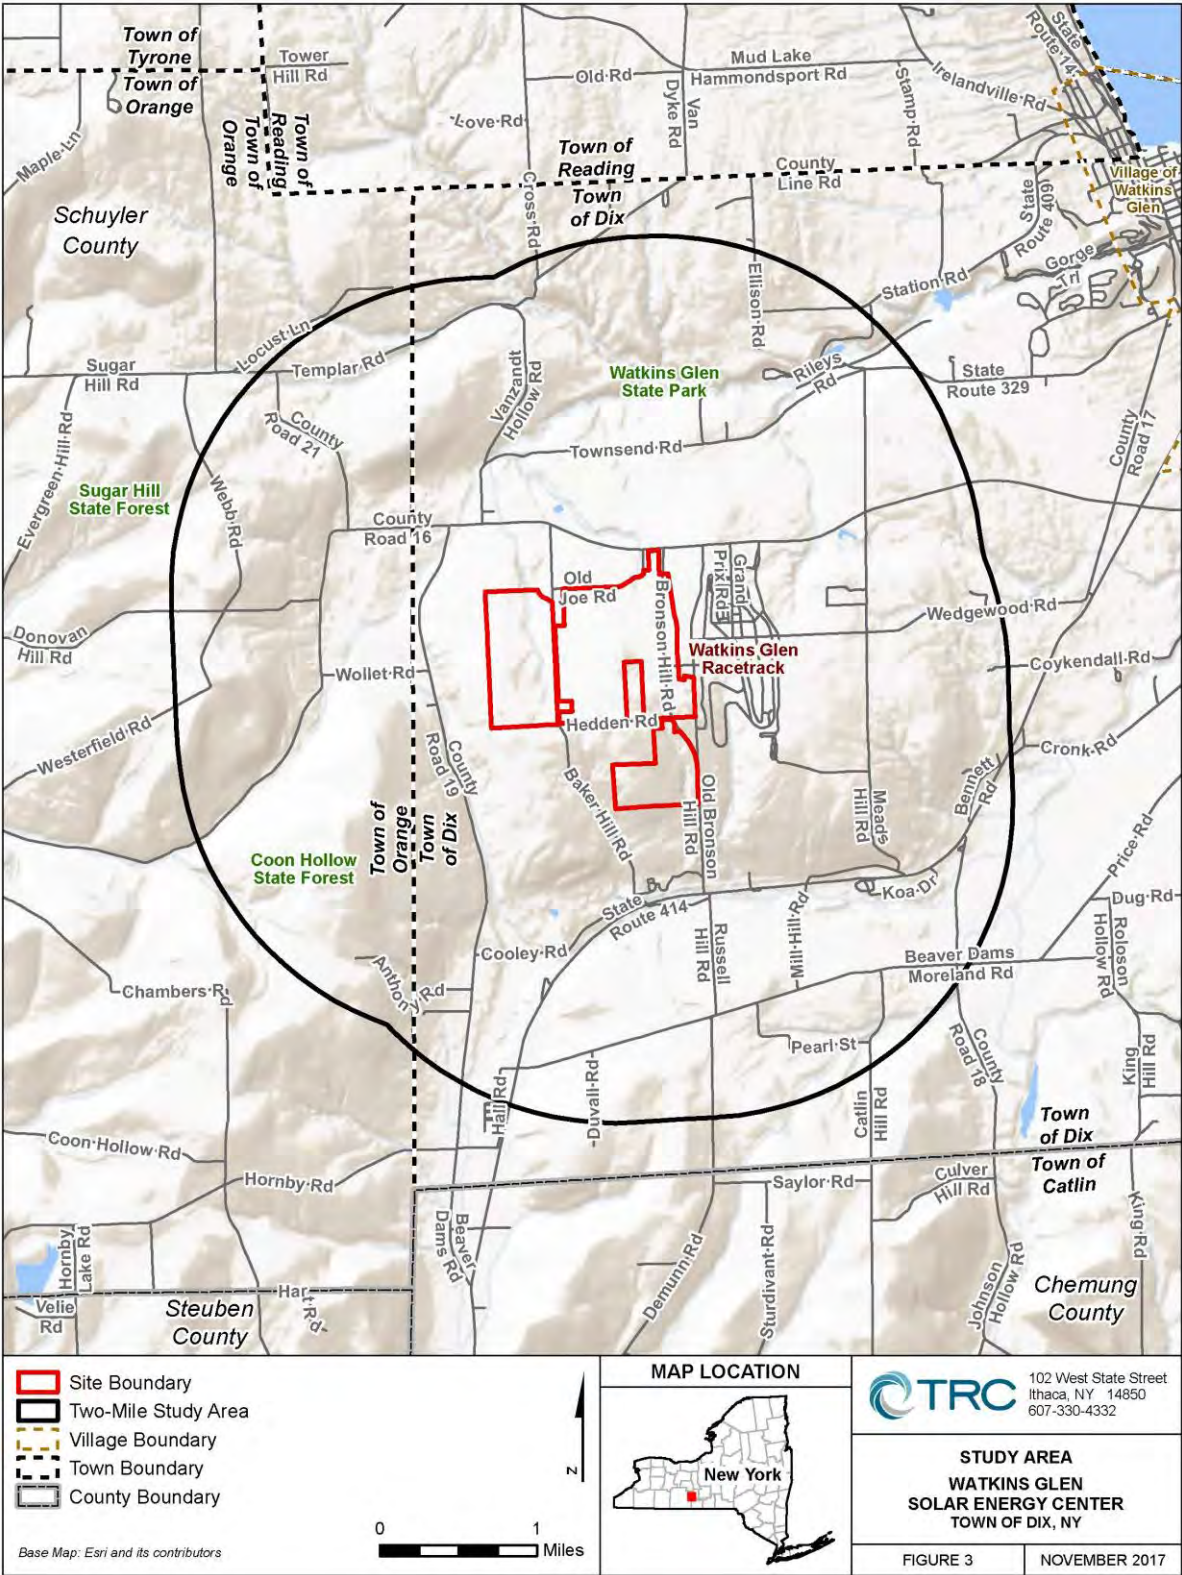 Town of
Tyrone
Town of
Orange
Tower
Hill Rd
Old Rd
Mud Lake
Hammondsport Rd
Van
Dyke Rd
Stamp Rd
Irelandville Rd
State
Route 14
Maple Ln
Town of
Reading
Town of
Orange
Love Rd
Cross Rd
Town of
Reading
Town
of Dix
County
Line Rd
Village of
Watkins
Glen
State
Route 409
Schuyler
County
Gorge
Trl
Station Rd
Ellison Rd
Locust Ln
Templar Rd
Sugar
Hill Rd
Vanzandt
Hollow Rd
Watkins Glen
State Park
Rileys
Rd
State
Route 329
County
Road 17
County
Road 21
Evergreen Hill Rd
Webb Rd
Townsend Rd
Sugar Hill
State Forest
County
Road 16
Old
Joe Rd
Bronson Hill Rd
Grand
Prix Rd
Wedgewood Rd
Donovan
Hill Rd
Wollet Rd
Watkins Glen
Racetrack
Coykendall Rd
Westerfield Rd
Hedden Rd
County
Road 19
Cronk Rd
Bennett
Rd
Baker Hill Rd
Old Bronson
Hill Rd
Meads
Hill Rd
Town of
Orange
Town
of Dix
Price Rd
Coon Hollow
State Forest
Koa Dr
Dug Rd
State
Route 414
Mill Hill Rd
Roloson
Hollow Rd
Cooley Rd
Russell
Hill Rd
Beaver Dams
Moreland Rd
Anthony Rd
Chambers Rd
Pearl St
County
Road 18
King
Hill Rd
Hall Rd
Duvall Rd
Catlin
Hill Rd
Town
of Dix
Town of
Catlin
Coon Hollow Rd
Hornby Rd
Saylor Rd
Culver
Hill Rd
Beaver
Dams Rd
King Rd
Hornby
Lake Rd
Demunn Rd
Sturdivant Rd
Johnson
Hollow Rd
Chemung
County
Velie
Rd
Steuben
County
Hart Rd
Site Boundary
Two-Mile Study Area
Village Boundary
Town Boundary
County Boundary
N
Base Map: Esri and its contributors
0 1
Miles
MAP LOCATION
New York
TRC
102 West State Street
Ithaca, NY 14850
607-330-4332
STUDY AREA
WATKINS GLEN
SOLAR ENERGY CENTER
TOWN OF DIX, NY
FIGURE 3
NOVEMBER 2017